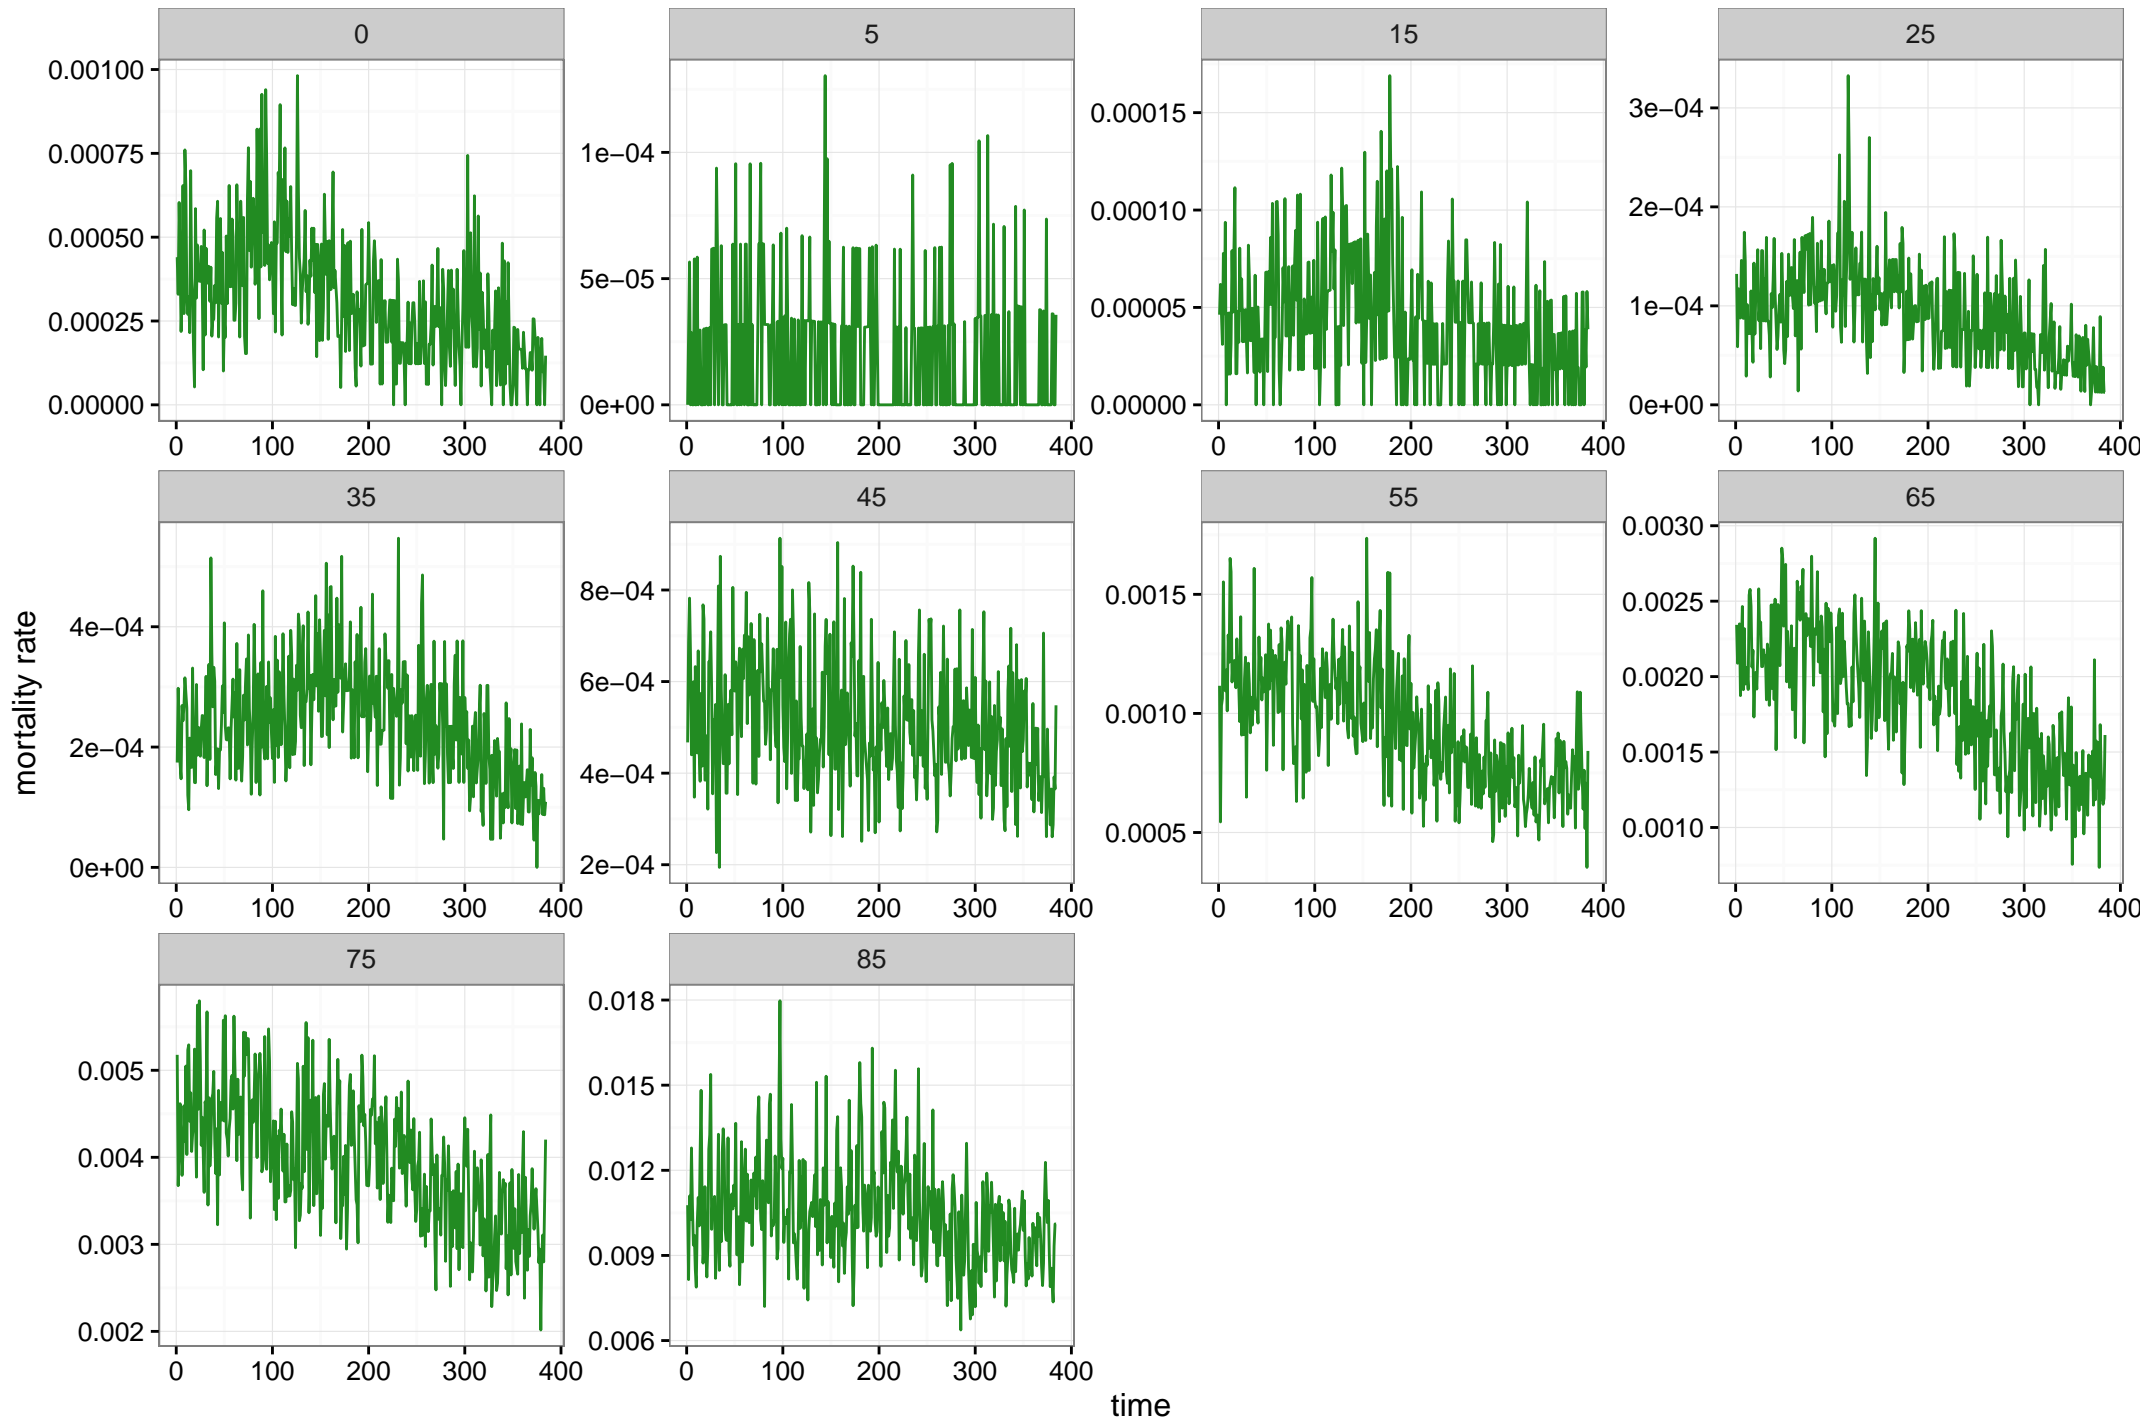 0
5
15
25
0.00100
0.00075
0.00050
0.00025
0.00000
1e−04
5e−05
0e+00
0.00015
0.00010
0.00005
0.00000
3e−04
2e−04
1e−04
0e+00
0 100 200 300 400
0 100 200 300 400
0 100 200 300 400
0 100 200 300 400
35
45
55
65
4e−04
2e−04
0e+00
8e−04
6e−04
4e−04
2e−04
0.0015
0.0010
0.0005
0.0030
0.0025
0.0020
0.0015
0.0010
0 100 200 300 400
0 100 200 300 400
0 100 200 300 400
0 100 200 300 400
75
85
0.005
0.004
0.003
0.002
0.018
0.015
0.012
0.009
0.006
0 100 200 300 400
0 100 200 300 400
mortality rate
time